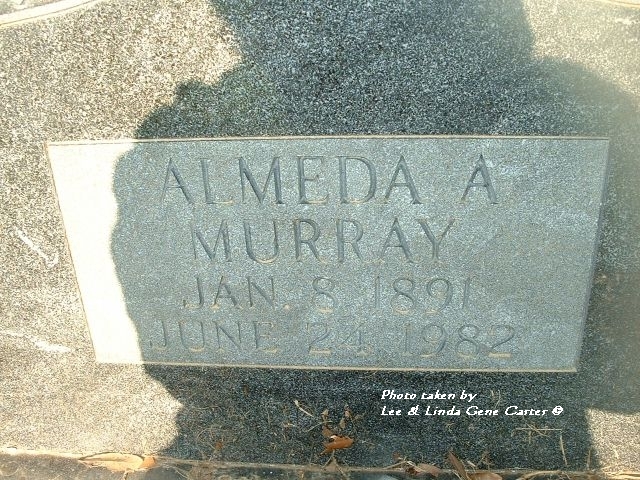 ALMEDA A
MURRAY
JAN. 8 1891
JUNE 24 1982
Photo taken by
Lee & Linda Gene Carter ©